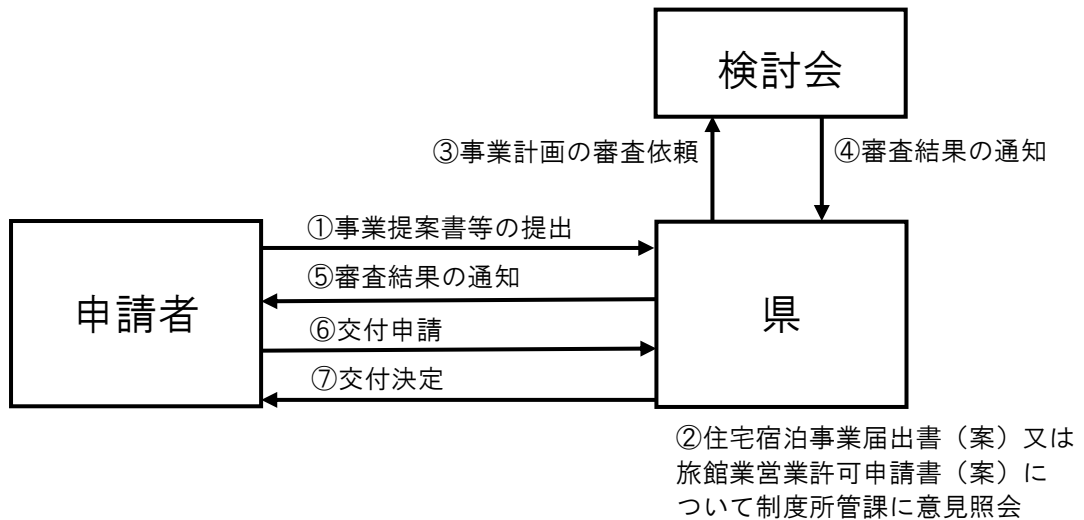 検討会
③事業計画の審査依頼
④審査結果の通知
①事業提案書等の提出
⑤審査結果の通知
申請者
県
⑥交付申請
⑦交付決定
②住宅宿泊事業届出書（案）又は
旅館業営業許可申請書（案）に
ついて制度所管課に意見照会